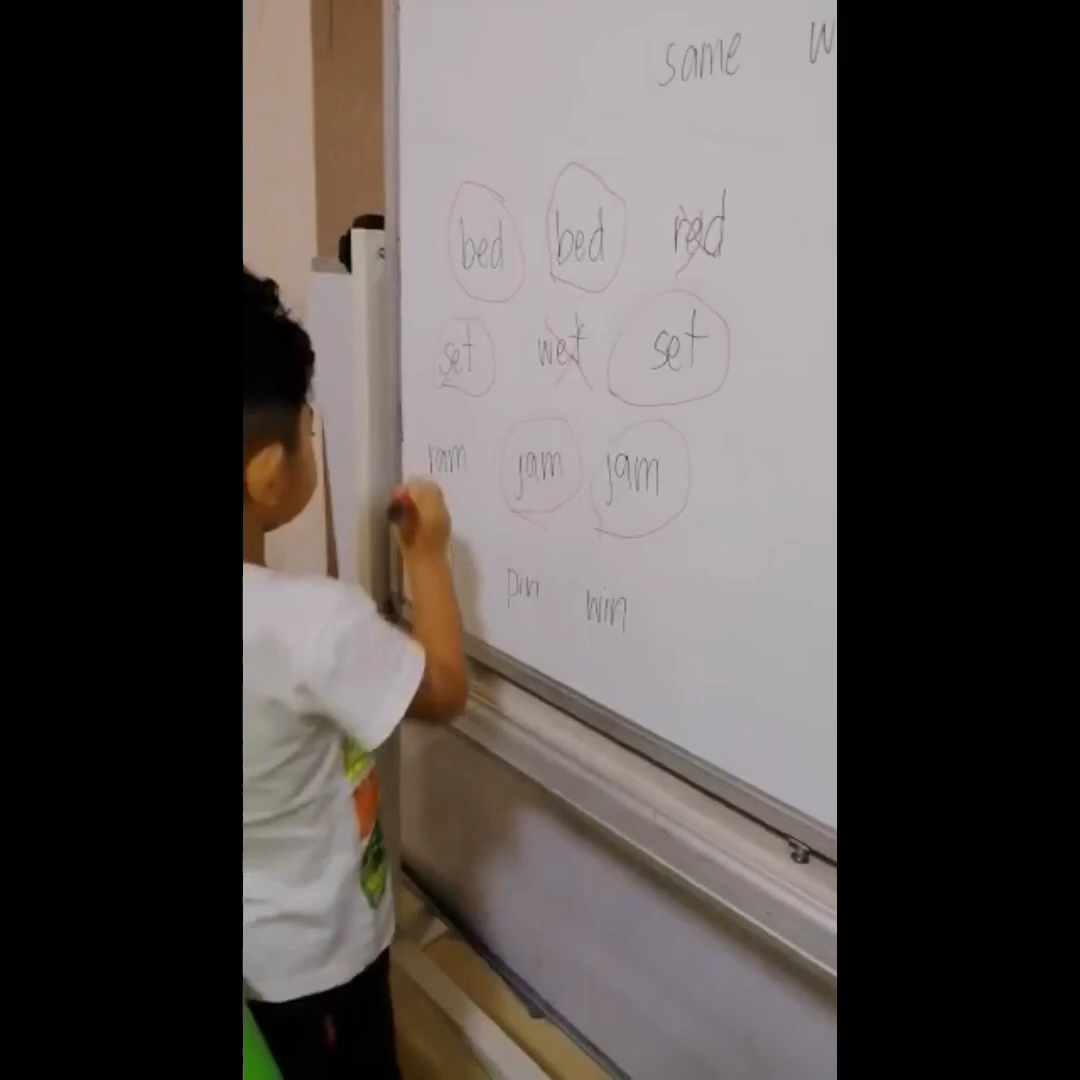 same
bed bed red
set wet set
ram jam jam
pin win